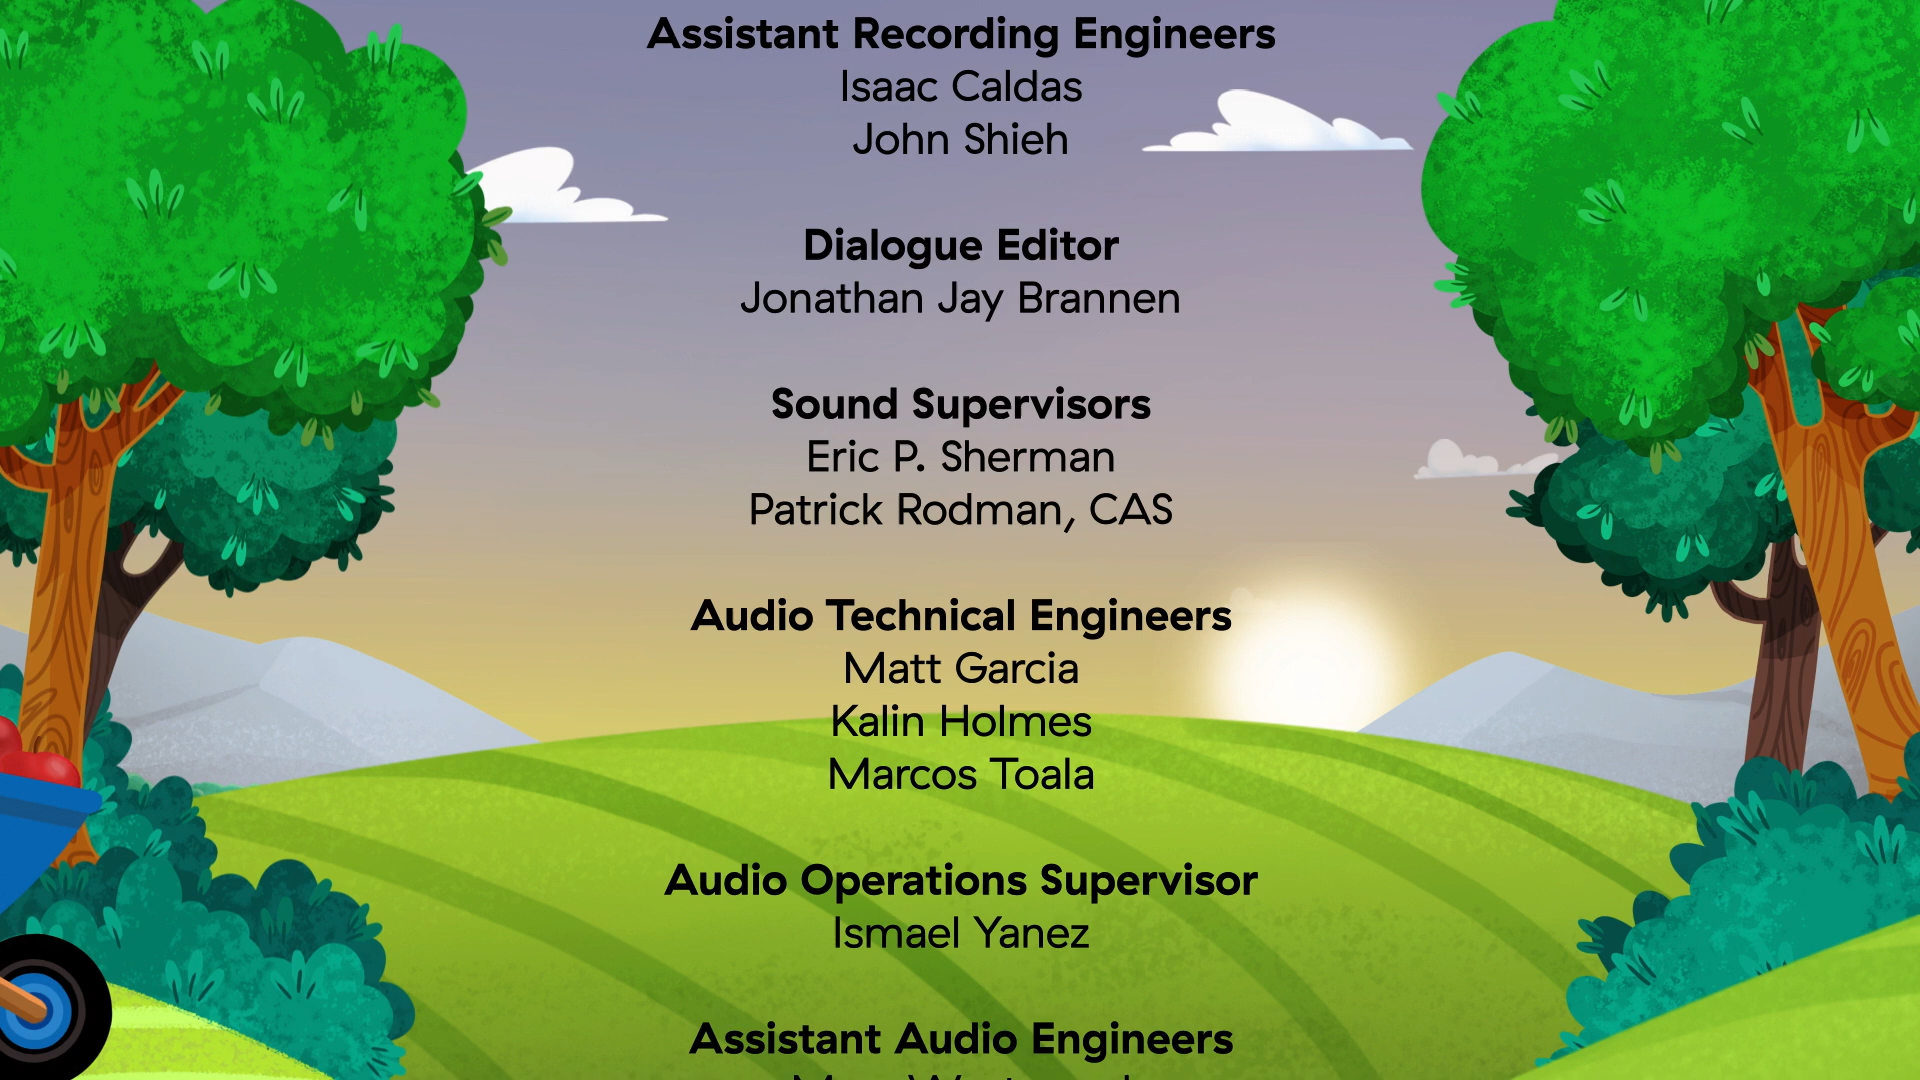 Assistant Recording Engineers
Isaac Caldas
John Shieh
Dialogue Editor
Jonathan Jay Brannen
Sound Supervisors
Eric P. Sherman
Patrick Rodman, CAS
Audio Technical Engineers
Matt Garcia
Kalin Holmes
Marcos Toala
Audio Operations Supervisor
Ismael Yanez
Assistant Audio Engineers